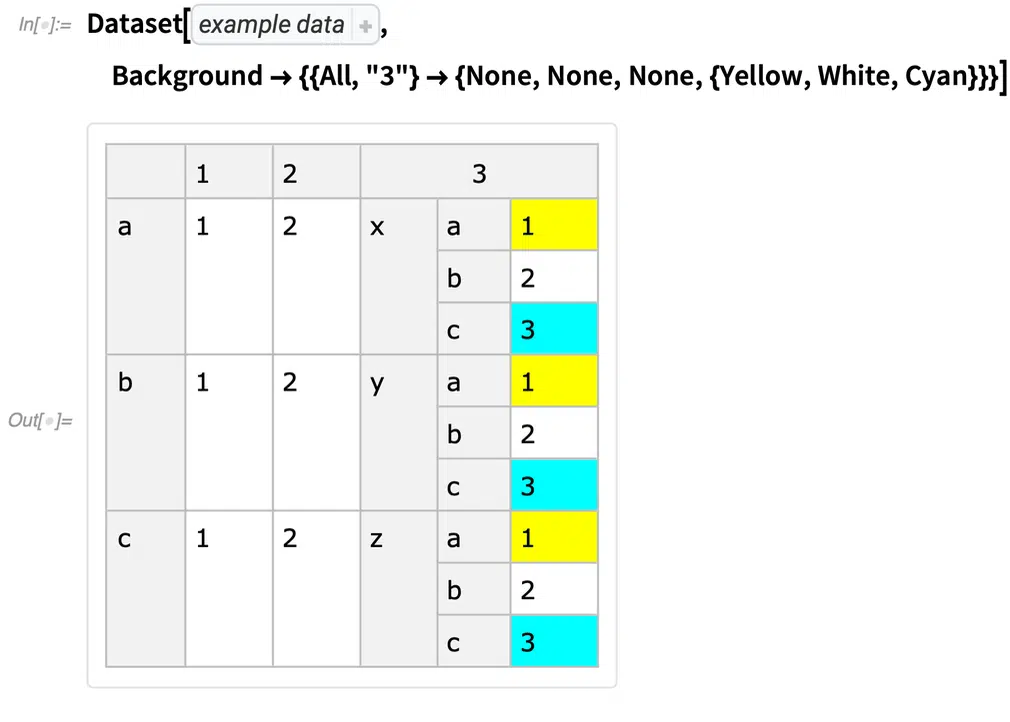 In[•]:= Dataset[example data +,
Background → {{All, "3"} → {None, None, None, {Yellow, White, Cyan}}}]
Out[•]=
1 2 3
a 1 2 x a 1
b 2
c 3
b 1 2 y a 1
b 2
c 3
c 1 2 z a 1
b 2
c 3